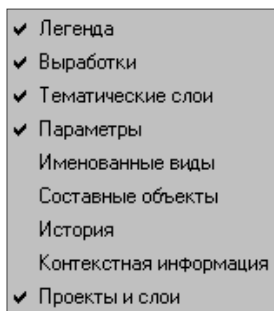 Легенда
Выработки
Тематические слои
Параметры
Именованные виды
Составные объекты
История
Контекстная информация
Проекты и слои